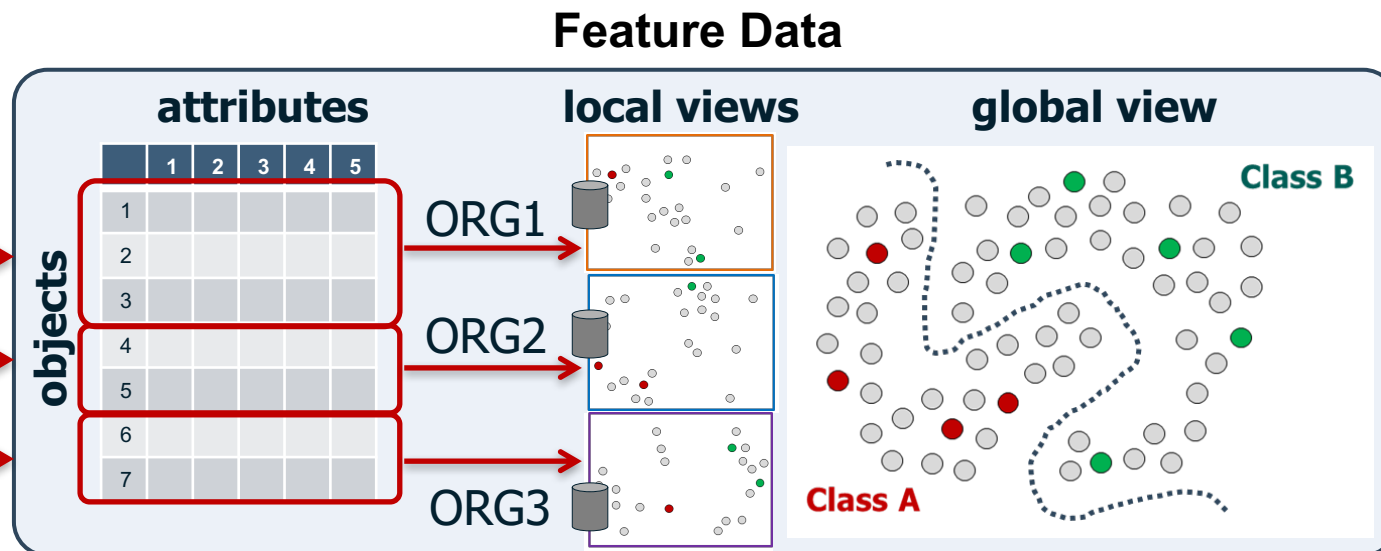 Feature Data
attributes
local views
global view
1 2 3 4 5
objects
1
2
3
4
5
6
7
ORG1
ORG2
ORG3
Class B
Class A